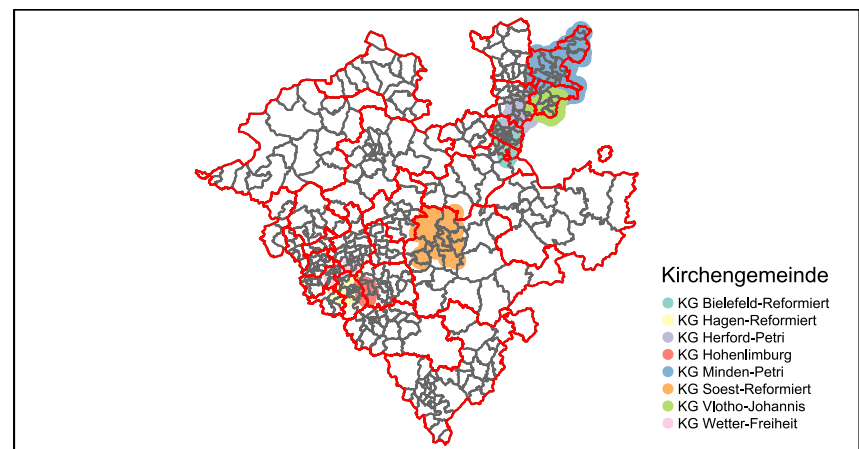 Kirchengemeinde
KG Bielefeld-Reformiert
KG Hagen-Reformiert
KG Herford-Petri
KG Hohenlimburg
KG Minden-Petri
KG Soest-Reformiert
KG Vlotho-Johannis
KG Wetter-Freiheit